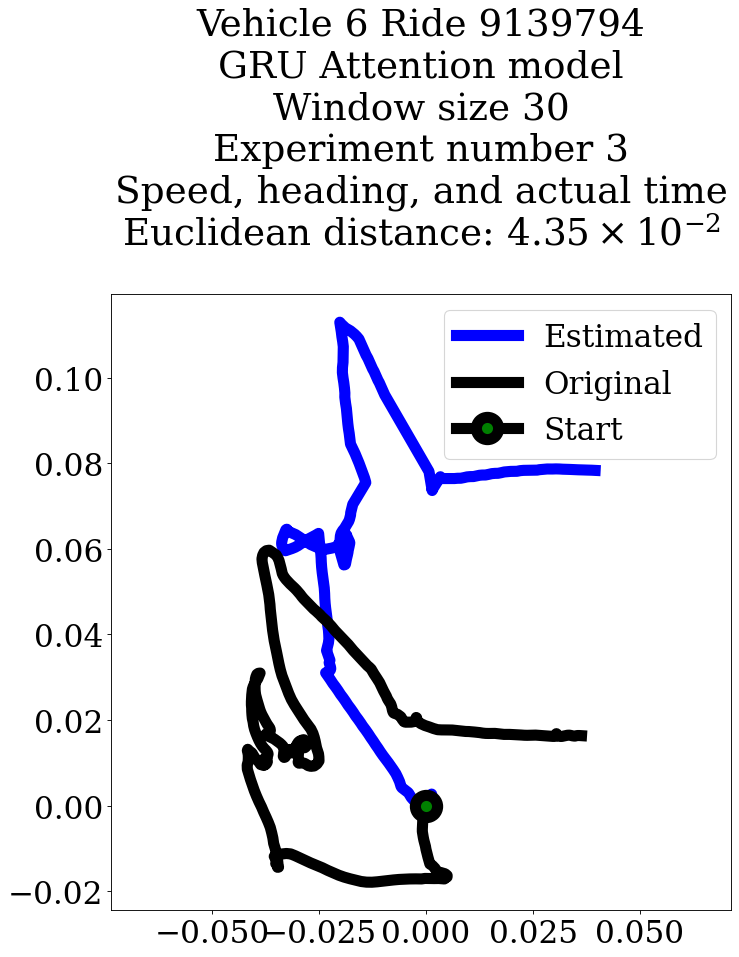 Vehicle 6 Ride 9139794
GRU Attention model
Window size 30
Experiment number 3
Speed, heading, and actual time
Euclidean distance: 4.35 × 10⁻²
Estimated
Original
Start
0.10
0.08
0.06
0.04
0.02
0.00
−0.02
−0.050 −0.025 0.000 0.025 0.050